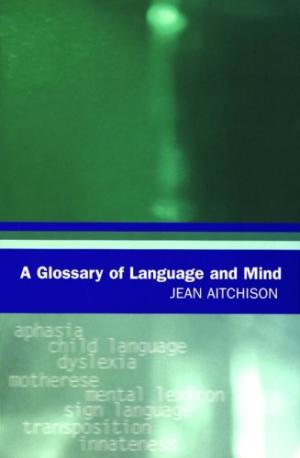 A Glossary of Language and Mind
JEAN AITCHISON
aphasia
child language
dyslexia
motherese
mental lexicon
sign language
transposition
innateness